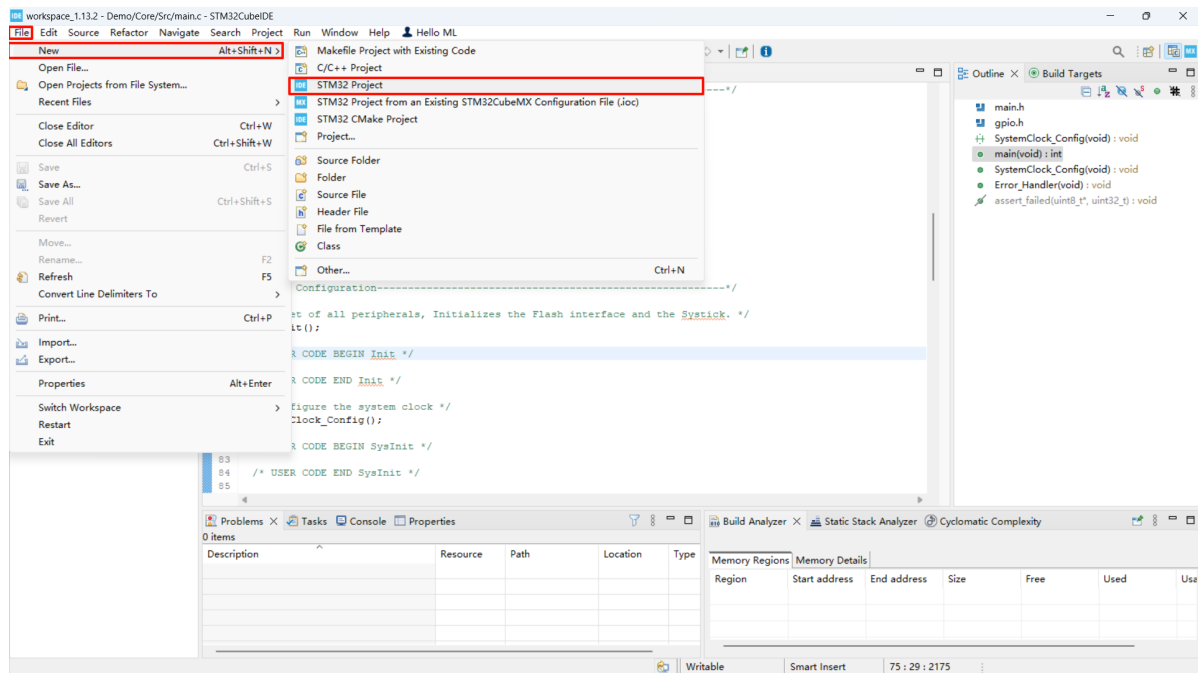 workspace_1.13.2 - Demo/Core/Src/main.c - STM32CubeIDE
File Edit Source Refactor Navigate Search Project Run Window Help Hello ML
New Alt+Shift+N >
Open File...
Open Projects from File System...
Recent Files >
Close Editor Ctrl+W
Close All Editors Ctrl+Shift+W
Save Ctrl+S
Save As...
Save All Ctrl+Shift+S
Revert
Move...
Rename... F2
Refresh F5
Convert Line Delimiters To >
Print... Ctrl+P
Import...
Export...
Properties Alt+Enter
Switch Workspace >
Restart
Exit
Makefile Project with Existing Code
C/C++ Project
STM32 Project
STM32 Project from an Existing STM32CubeMX Configuration File (.ioc)
STM32 CMake Project
Project...
Source Folder
Folder
Source File
Header File
File from Template
Class
Other... Ctrl+N
---*/
Configuration--------------------------------------------------------*/
et of all peripherals, Initializes the Flash interface and the Systick. */
it();
R CODE BEGIN Init */
R CODE END Init */
figure the system clock */
Clock_Config();
R CODE BEGIN SysInit */
83
84 /* USER CODE END SysInit */
85
Outline Build Targets
main.h
gpio.h
SystemClock_Config(void) : void
main(void) : int
SystemClock_Config(void) : void
Error_Handler(void) : void
assert_failed(uint8_t*, uint32_t) : void
Problems Tasks Console Properties
0 items
Description Resource Path Location Type
Build Analyzer Static Stack Analyzer Cyclomatic Complexity
Memory Regions Memory Details
Region Start address End address Size Free Used Usa
Writable Smart Insert 75 : 29 : 2175